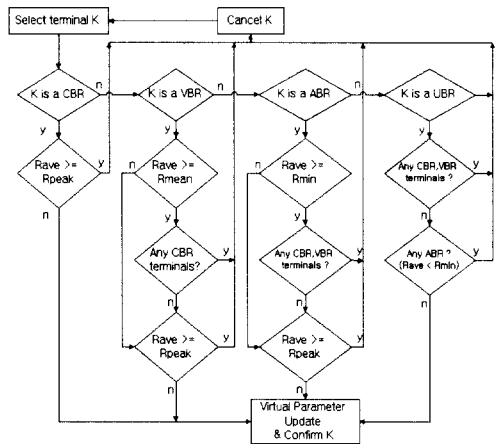 Select terminal K
Cancel K
K is a CBR
n
K is a VBR
n
K is a ABR
n
K is a UBR
y
y
y
y
Rave >=
Rpeak
y
n
n
Rave >=
Rmean
y
n
Rave >=
Rmin
y
Any CBR,VBR
terminals ?
y
n
Any CBR
terminals?
y
n
Any CBR,VBR
terminals ?
y
n
Any ABR ?
(Rave < Rmin)
y
n
Rave >=
Rpeak
y
n
Rave >=
Rpeak
y
n
Virtual Parameter
Update
& Confirm K